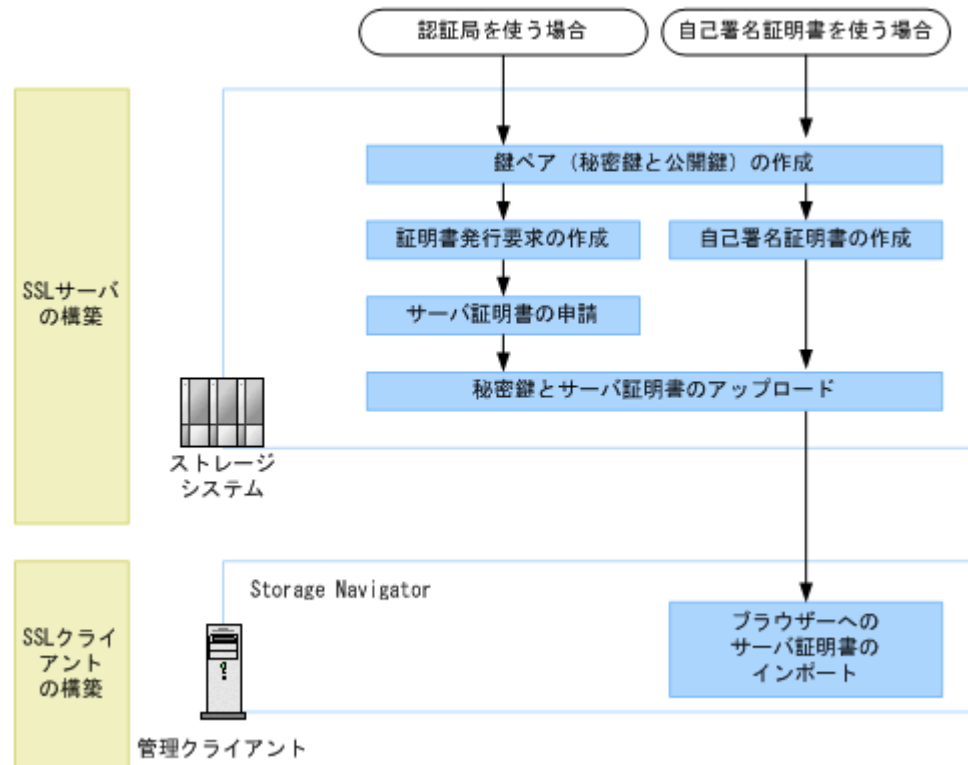 認証局を使う場合
自己署名証明書を使う場合
鍵ペア（秘密鍵と公開鍵）の作成
証明書発行要求の作成
自己署名証明書の作成
SSLサーバ
の構築
サーバ証明書の申請
秘密鍵とサーバ証明書のアップロード
ストレージ
システム
Storage Navigator
SSLクライ
アント
の構築
ブラウザーへの
サーバ証明書の
インポート
管理クライアント